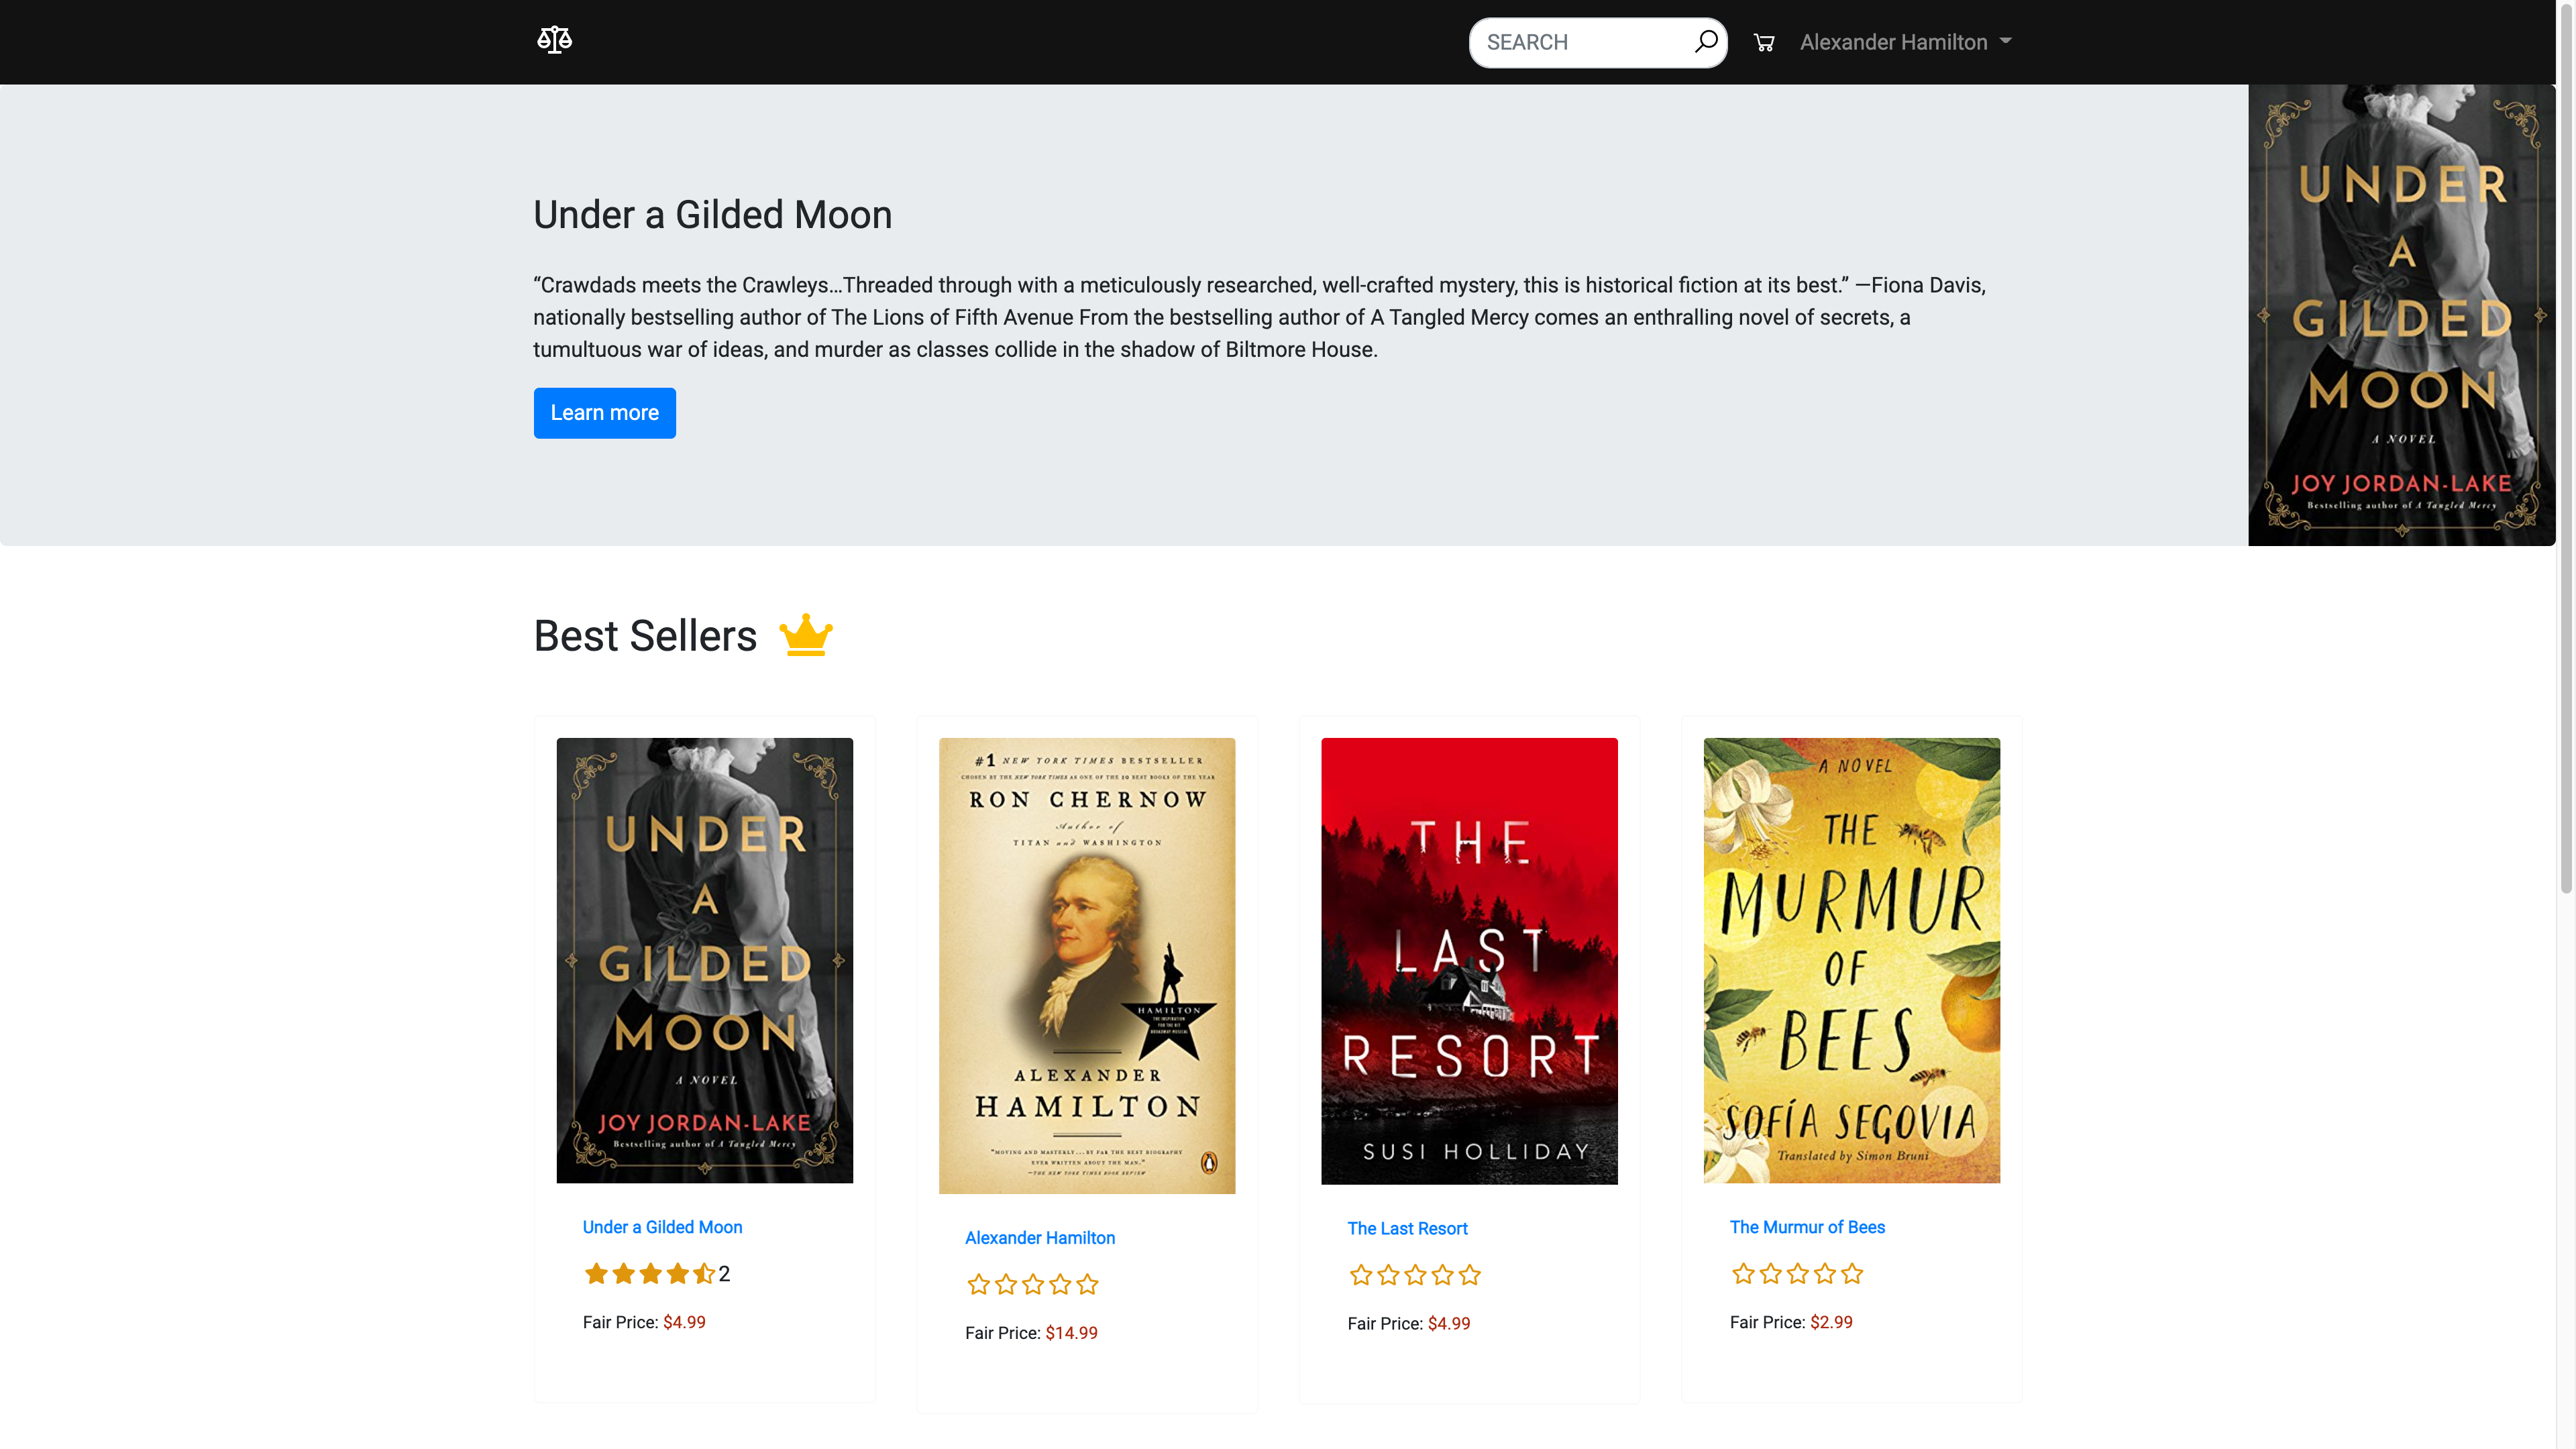 SEARCH
Alexander Hamilton
Under a Gilded Moon
“Crawdads meets the Crawleys...Threaded through with a meticulously researched, well-crafted mystery, this is historical fiction at its best.” —Fiona Davis,
nationally bestselling author of The Lions of Fifth Avenue From the bestselling author of A Tangled Mercy comes an enthralling novel of secrets, a
tumultuous war of ideas, and murder as classes collide in the shadow of Biltmore House.
Learn more
UNDER
A
GILDED
MOON
A NOVEL
JOY JORDAN-LAKE
Bestselling author of A Tangled Mercy
Best Sellers
UNDER
A
GILDED
MOON
A NOVEL
JOY JORDAN-LAKE
Bestselling author of A Tangled Mercy
Under a Gilded Moon
2
Fair Price: $4.99
#1 NEW YORK TIMES BESTSELLER
CHOSEN BY THE NEW YORK TIMES AS ONE OF THE 10 BEST BOOKS OF THE YEAR
RON CHERNOW
Author of
TITAN and WASHINGTON
HAMILTON
THE INSPIRATION
FOR THE HIT
BROADWAY MUSICAL
ALEXANDER
HAMILTON
"MOVING AND MASTERLY...BY FAR THE BEST BIOGRAPHY
EVER WRITTEN ABOUT THE MAN."
—THE NEW YORK TIMES BOOK REVIEW
Alexander Hamilton
Fair Price: $14.99
THE
LAST
RESORT
SUSI HOLLIDAY
The Last Resort
Fair Price: $4.99
A NOVEL
THE
MURMUR
OF
BEES
SOFÍA SEGOVIA
Translated by Simon Bruni
The Murmur of Bees
Fair Price: $2.99